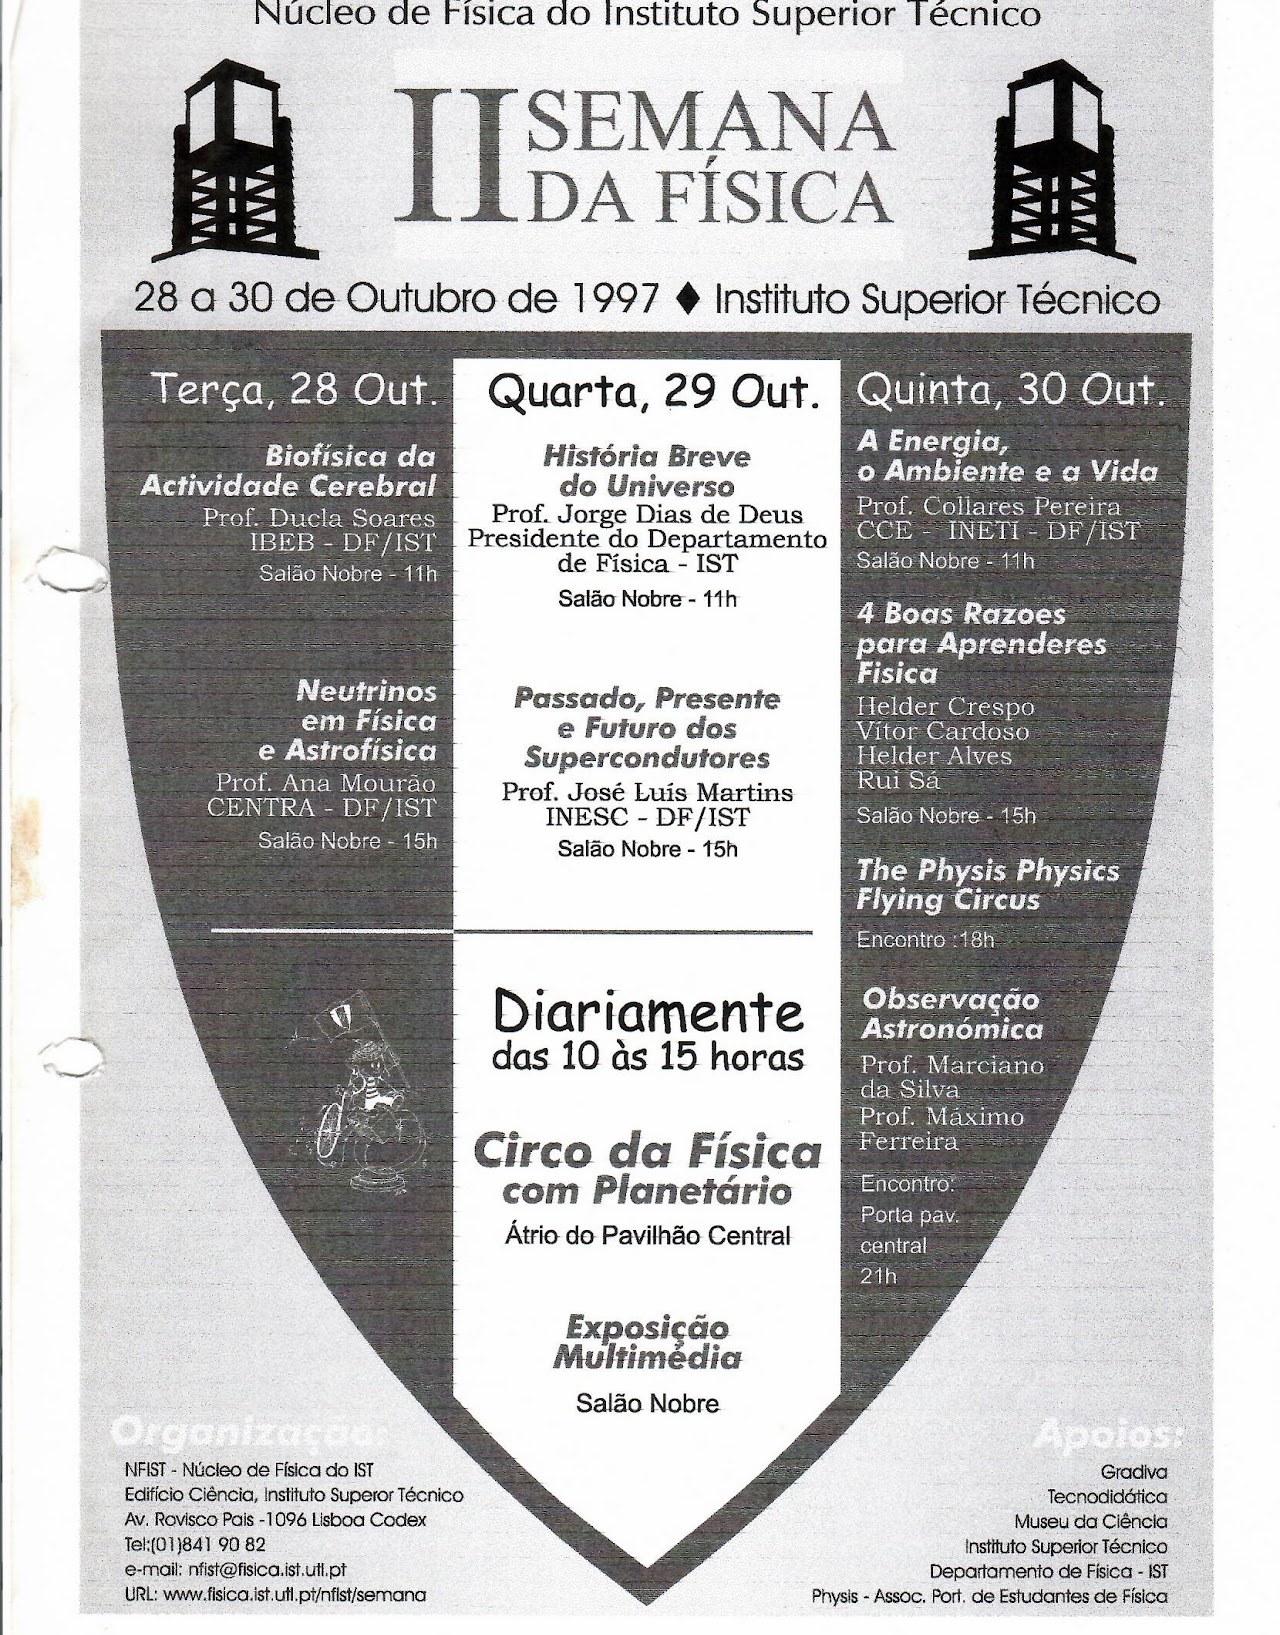 Núcleo de Física do Instituto Superior Técnico
II SEMANA
DA FÍSICA
28 a 30 de Outubro de 1997 ♦ Instituto Superior Técnico
Terça, 28 Out.
Biofísica da
Actividade Cerebral
Prof. Ducla Soares
IBEB - DF/IST
Salão Nobre - 11h
Neutrinos
em Física
e Astrofísica
Prof. Ana Mourão
CENTRA - DF/IST
Salão Nobre - 15h
Quarta, 29 Out.
História Breve
do Universo
Prof. Jorge Dias de Deus
Presidente do Departamento
de Física - IST
Salão Nobre - 11h
Passado, Presente
e Futuro dos
Supercondutores
Prof. José Luís Martins
INESC - DF/IST
Salão Nobre - 15h
Quinta, 30 Out.
A Energia,
o Ambiente e a Vida
Prof. Collares Pereira
CCE - INETI - DF/IST
Salão Nobre - 11h
4 Boas Razoes
para Aprenderes
Fisica
Helder Crespo
Vítor Cardoso
Helder Alves
Rui Sá
Salão Nobre - 15h
The Physis Physics
Flying Circus
Encontro :18h
Observação
Astronómica
Prof. Marciano
da Silva
Prof. Máximo
Ferreira
Encontro:
Porta pav.
central
21h
Diariamente
das 10 às 15 horas
Circo da Física
com Planetário
Átrio do Pavilhão Central
Exposição
Multimédia
Salão Nobre
Organização:
NFIST - Núcleo de Física do IST
Edifício Ciência, Instituto Superor Técnico
Av. Rovisco Pais -1096 Lisboa Codex
Tel:(01)841 90 82
e-mail: nfist@fisica.ist.utl.pt
URL: www.fisica.ist.utl.pt/nfist/semana
Apoios:
Gradiva
Tecnodidática
Museu da Ciência
Instituto Superior Técnico
Departamento de Física - IST
Physis - Assoc. Port. de Estudantes de Física